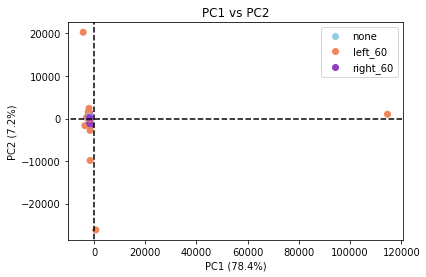 PC1 vs PC2
20000
10000
0
−10000
−20000
PC2 (7.2%)
none
left_60
right_60
0
20000
40000
60000
80000
100000
120000
PC1 (78.4%)